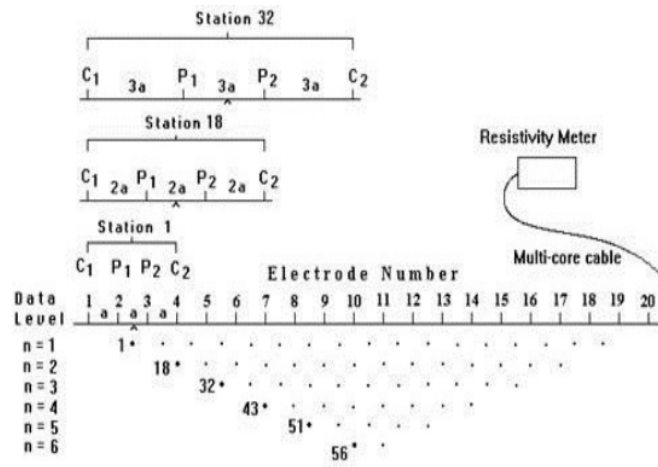 Station 32
C1 3a P1 3a P2 3a C2
Station 18
C1 2a P1 2a P2 2a C2
Resistivity Meter
Station 1
C1 P1 P2 C2
Multi-core cable
Electrode Number
Data Level
1 2 3 4 5 6 7 8 9 10 11 12 13 14 15 16 17 18 19 20
a a a
n = 1 1
n = 2 18
n = 3 32
n = 4 43
n = 5 51
n = 6 56